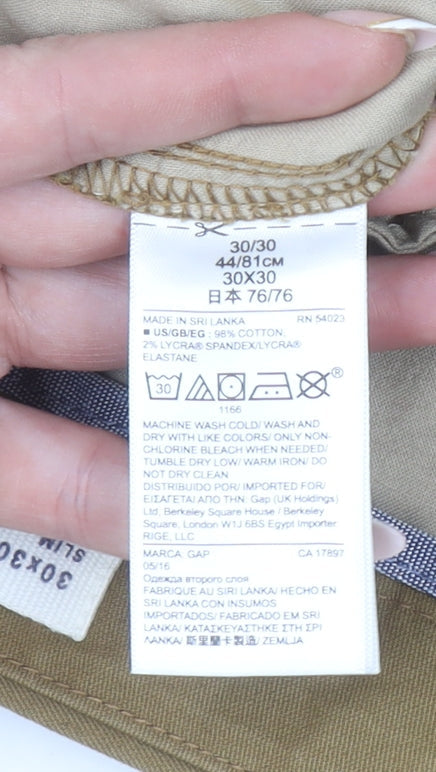 30/30
44/81CM
30X30
日本 76/76
MADE IN SRI LANKA RN 54023
■ US/GB/EG : 98% COTTON,
2% LYCRA® SPANDEX/LYCRA®
ELASTANE
30 ®
1166
MACHINE WASH COLD/ WASH AND
DRY WITH LIKE COLORS/ ONLY NON-
CHLORINE BLEACH WHEN NEEDED/
TUMBLE DRY LOW/ WARM IRON/ DO
NOT DRY CLEAN
DISTRIBUIDO POR/ IMPORTED FOR/
ΕΙΣΑΓΕΤΑΙ ΑΠΟ ΤΗΝ: Gap (UK Holdings)
Ltd, Berkeley Square House / Berkeley
Square, London W1J 6BS Egypt Importer
RIGE, LLC
MARCA: GAP CA 17897
05/16
Одежда второго слоя
FABRIQUE AU SIRI LANKA/ HECHO EN
SRI LANKA CON INSUMOS
IMPORTADOS/ FABRICADO EM SRI
LANKA/ ΚΑΤΑΣΚΕΥΑΣΤΗΚΕ ΣΤΗ ΣΡΙ
ΛΑΝΚΑ/ 斯里蘭卡製造/ ZEMLJA
30X30
SLIM